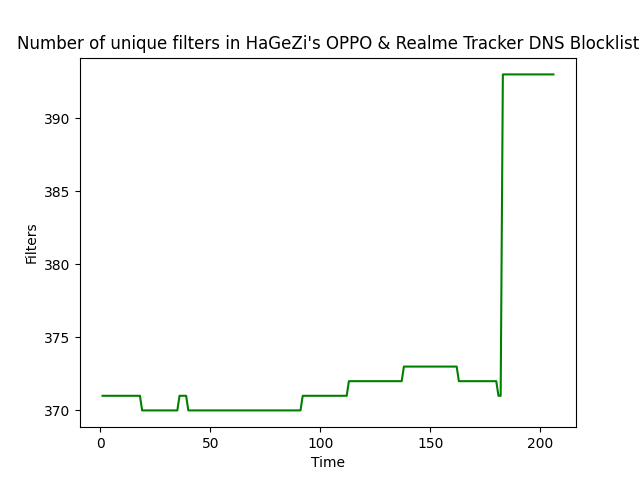 Number of unique filters in HaGeZi's OPPO & Realme Tracker DNS Blocklist
390
385
380
375
370
Filters
0 50 100 150 200
Time